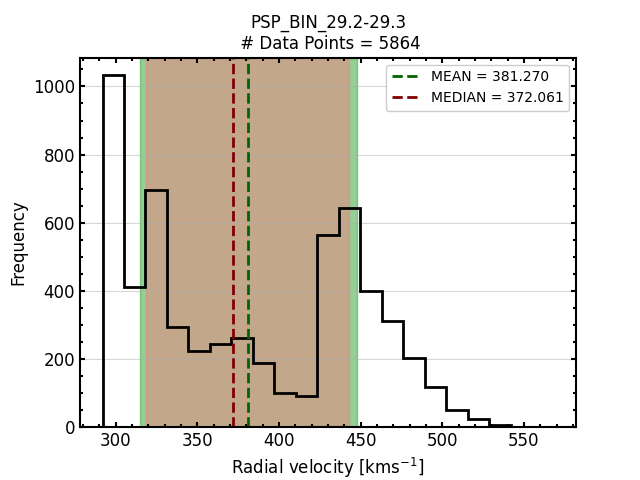 PSP_BIN_29.2-29.3
# Data Points = 5864
MEAN = 381.270
MEDIAN = 372.061
Frequency
1000
800
600
400
200
0
300
350
400
450
500
550
Radial velocity [kms⁻¹]